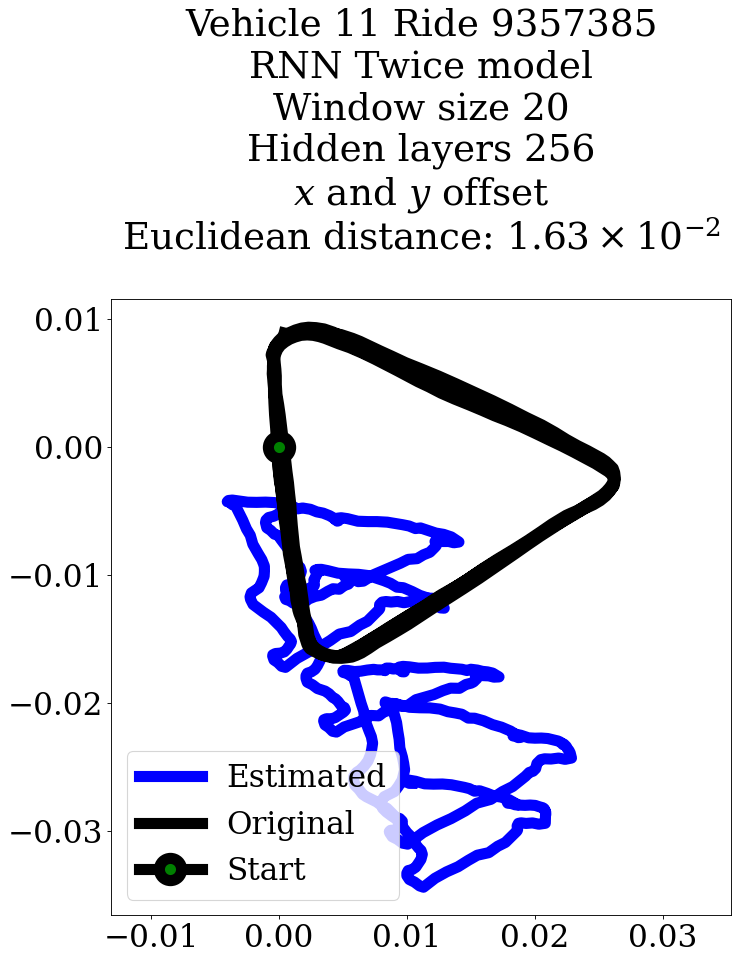 Vehicle 11 Ride 9357385
RNN Twice model
Window size 20
Hidden layers 256
x and y offset
Euclidean distance: 1.63 × 10⁻²
0.01
0.00
−0.01
−0.02
−0.03
Estimated
Original
Start
−0.01 0.00 0.01 0.02 0.03